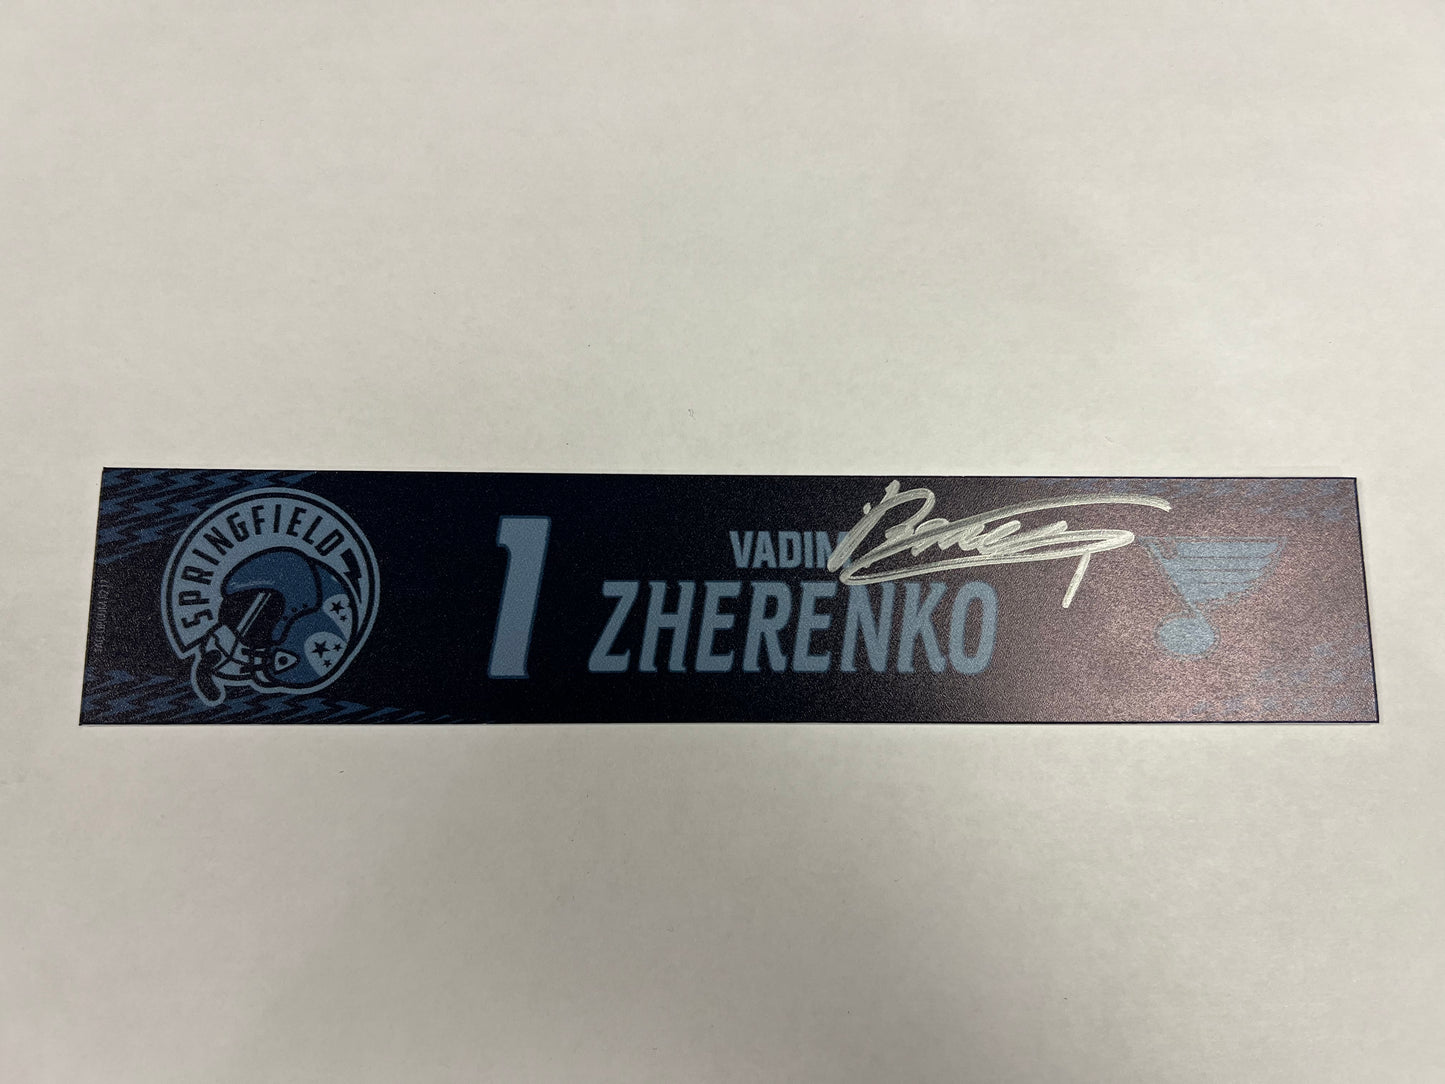 SPRINGFIELD
1
VADIM
ZHERENKO